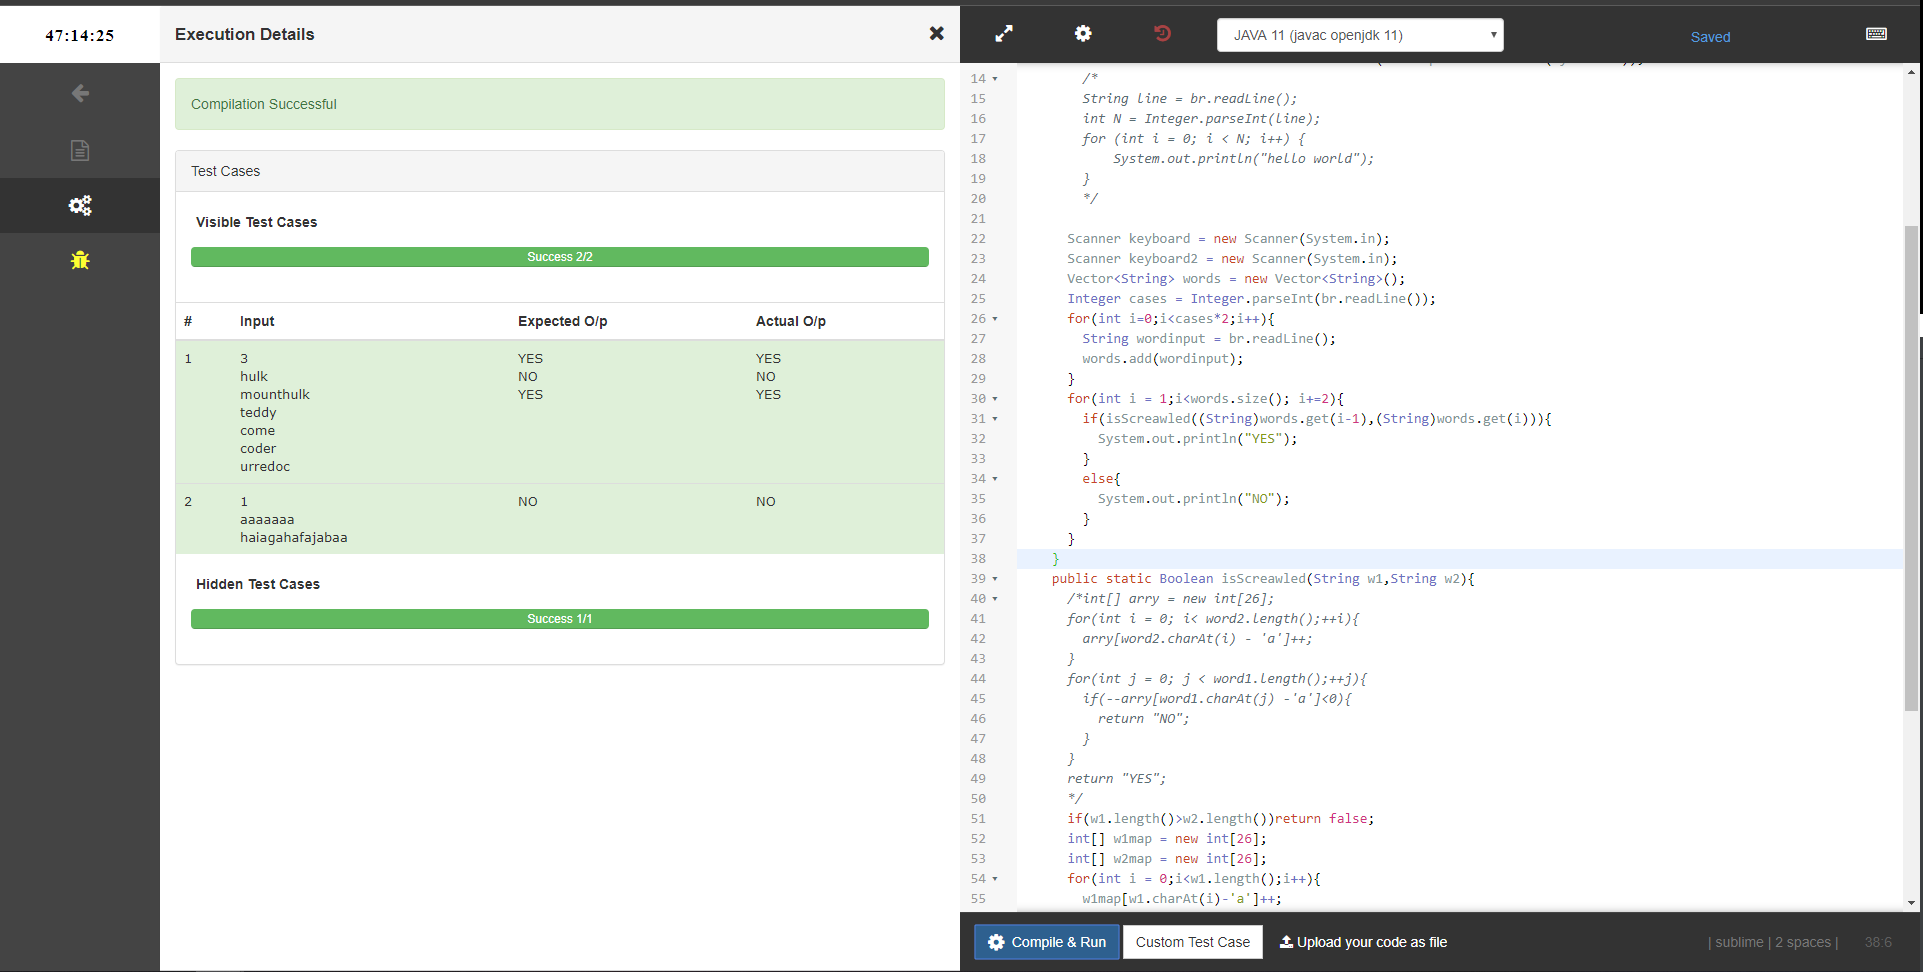 47:14:25
Execution Details
Compilation Successful
Test Cases
Visible Test Cases
Success 2/2
# Input Expected O/p Actual O/p
1 3 YES YES
hulk NO NO
mounthulk YES YES
teddy
come
coder
urredoc
2 1 NO NO
aaaaaaa
haiagahafajabaa
Hidden Test Cases
Success 1/1
JAVA 11 (javac openjdk 11)
Saved
14 /*
15 String line = br.readLine();
16 int N = Integer.parseInt(line);
17 for (int i = 0; i < N; i++) {
18 System.out.println("hello world");
19 }
20 */
21
22 Scanner keyboard = new Scanner(System.in);
23 Scanner keyboard2 = new Scanner(System.in);
24 Vector<String> words = new Vector<String>();
25 Integer cases = Integer.parseInt(br.readLine());
26 for(int i=0;i<cases*2;i++){
27 String wordinput = br.readLine();
28 words.add(wordinput);
29 }
30 for(int i = 1;i<words.size(); i+=2){
31 if(isScreawled((String)words.get(i-1),(String)words.get(i))){
32 System.out.println("YES");
33 }
34 else{
35 System.out.println("NO");
36 }
37 }
38 }
39 public static Boolean isScreawled(String w1,String w2){
40 /*int[] arry = new int[26];
41 for(int i = 0; i< word2.length();++i){
42 arry[word2.charAt(i) - 'a']++;
43 }
44 for(int j = 0; j < word1.length();++j){
45 if(--arry[word1.charAt(j) -'a']<0){
46 return "NO";
47 }
48 }
49 return "YES";
50 */
51 if(w1.length()>w2.length())return false;
52 int[] w1map = new int[26];
53 int[] w2map = new int[26];
54 for(int i = 0;i<w1.length();i++){
55 w1map[w1.charAt(i)-'a']++;
Compile & Run
Custom Test Case
Upload your code as file
| sublime | 2 spaces |
38:6